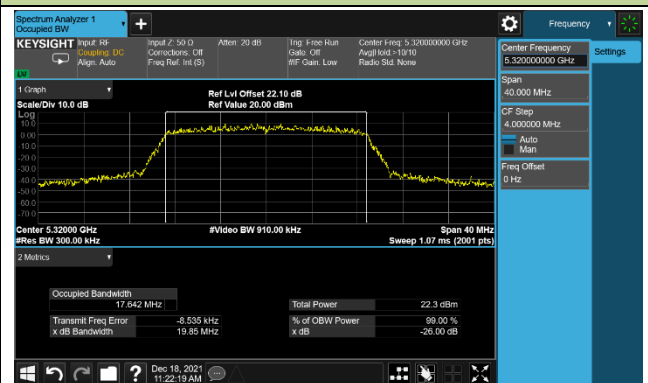 Spectrum Analyzer 1
Occupied BW
Frequency
KEYSIGHT
Input: RF
Coupling: DC
Align: Auto
Input Z: 50 Ω
Corrections: Off
Freq Ref: Int (S)
Atten: 20 dB
Trig: Free Run
Gate: Off
#IF Gain: Low
Center Freq: 5.320000000 GHz
Avg|Hold:>10/10
Radio Std: None
Center Frequency
5.320000000 GHz
Settings
Span
40.000 MHz
CF Step
4.000000 MHz
Auto
Man
Freq Offset
0 Hz
1 Graph
Scale/Div 10.0 dB
Ref Lvl Offset 22.10 dB
Ref Value 20.00 dBm
Log
10.0
0.00
-10.0
-20.0
-30.0
-40.0
-50.0
-60.0
-70.0
Center 5.32000 GHz
#Video BW 910.00 kHz
Span 40 MHz
#Res BW 300.00 kHz
Sweep 1.07 ms (2001 pts)
2 Metrics
Occupied Bandwidth
17.642 MHz
Total Power 22.3 dBm
Transmit Freq Error -8.535 kHz
% of OBW Power 99.00 %
x dB Bandwidth 19.85 MHz
x dB -26.00 dB
?
Dec 18, 2021
11:22:19 AM